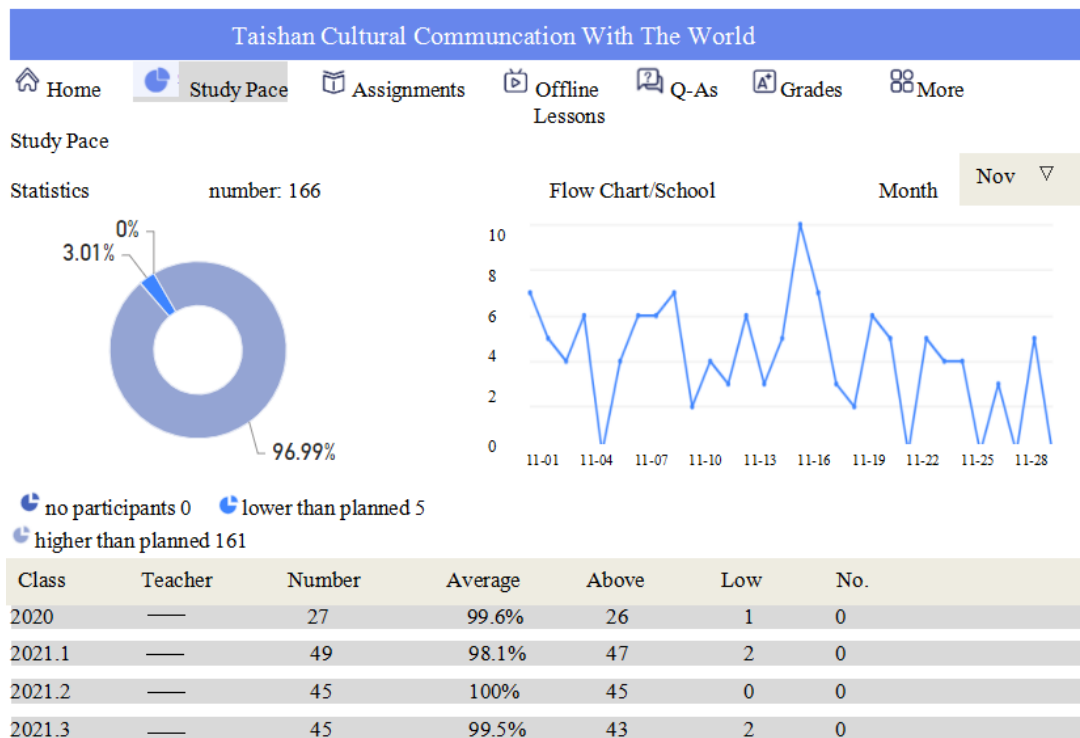 Taishan Cultural Communcation With The World
Home Study Pace Assignments Offline Lessons Q-As Grades More
Study Pace
Statistics number: 166 Flow Chart/School Month Nov
0%
3.01%
96.99%
10
8
6
4
2
0
11-01 11-04 11-07 11-10 11-13 11-16 11-19 11-22 11-25 11-28
no participants 0 lower than planned 5
higher than planned 161
Class Teacher Number Average Above Low No.
2020 —— 27 99.6% 26 1 0
2021.1 —— 49 98.1% 47 2 0
2021.2 —— 45 100% 45 0 0
2021.3 —— 45 99.5% 43 2 0